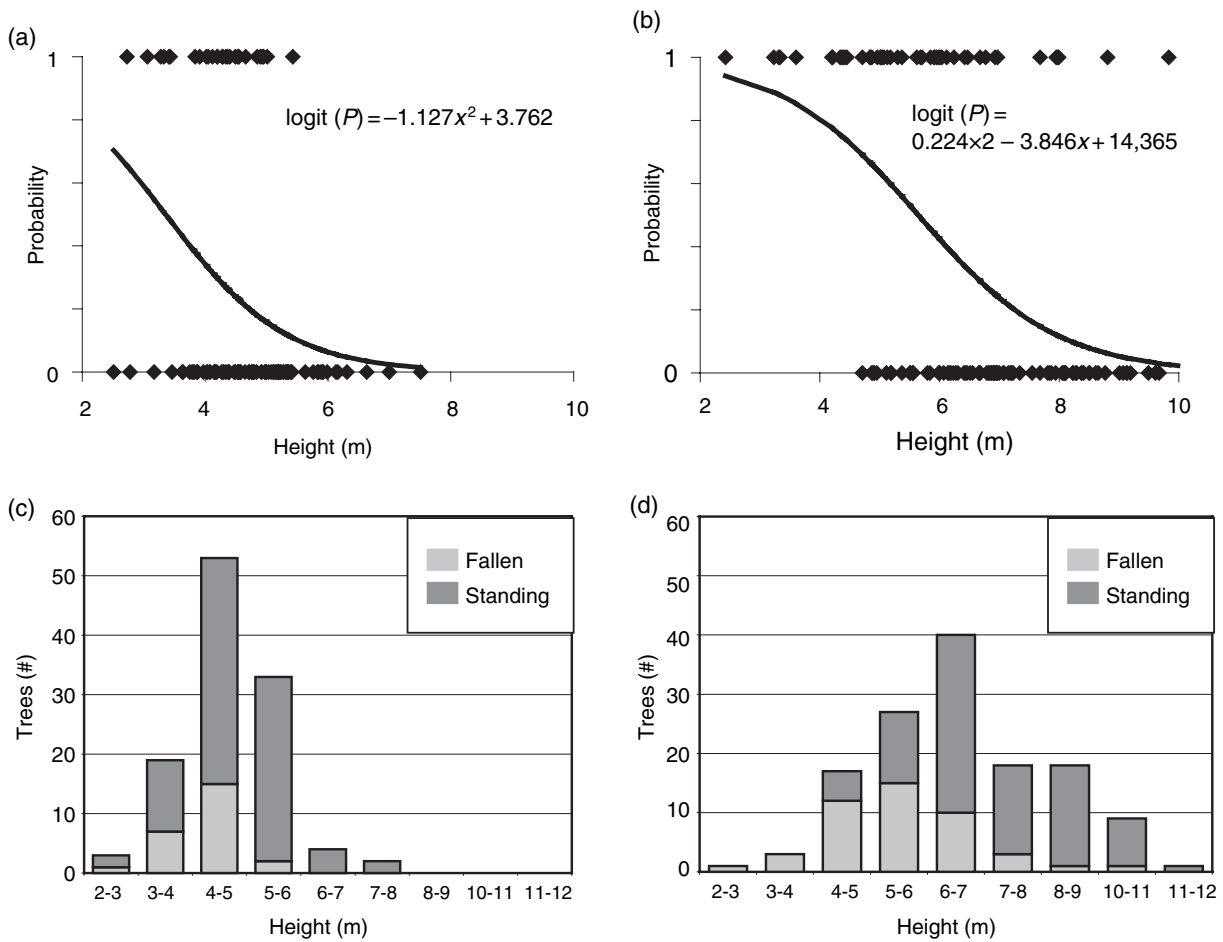 (a)
1
0
Probability
logit (P) = –1.127x² + 3.762
2 4 6 8 10
Height (m)
(b)
1
0
Probability
logit (P) =
0.224×2 – 3.846x + 14,365
2 4 6 8 10
Height (m)
(c)
60
50
40
30
20
10
0
Trees (#)
Fallen
Standing
2-3 3-4 4-5 5-6 6-7 7-8 8-9 10-11 11-12
Height (m)
(d)
60
50
40
30
20
10
0
Trees (#)
Fallen
Standing
2-3 3-4 4-5 5-6 6-7 7-8 8-9 10-11 11-12
Height (m)